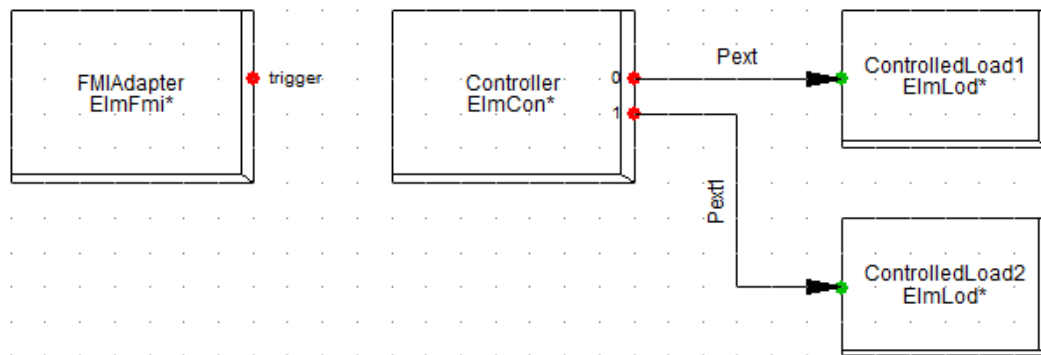 FMIAdapter
ElmFmi*
trigger
Controller
ElmCon*
0
1
Pext
Pext1
ControlledLoad1
ElmLod*
ControlledLoad2
ElmLod*